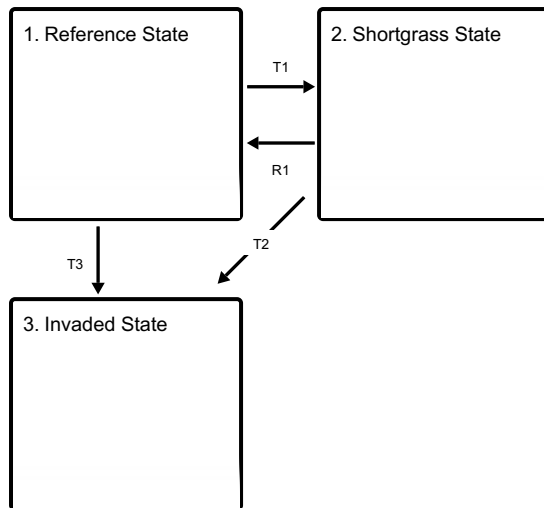 1. Reference State
2. Shortgrass State
T1
R1
T2
T3
3. Invaded State